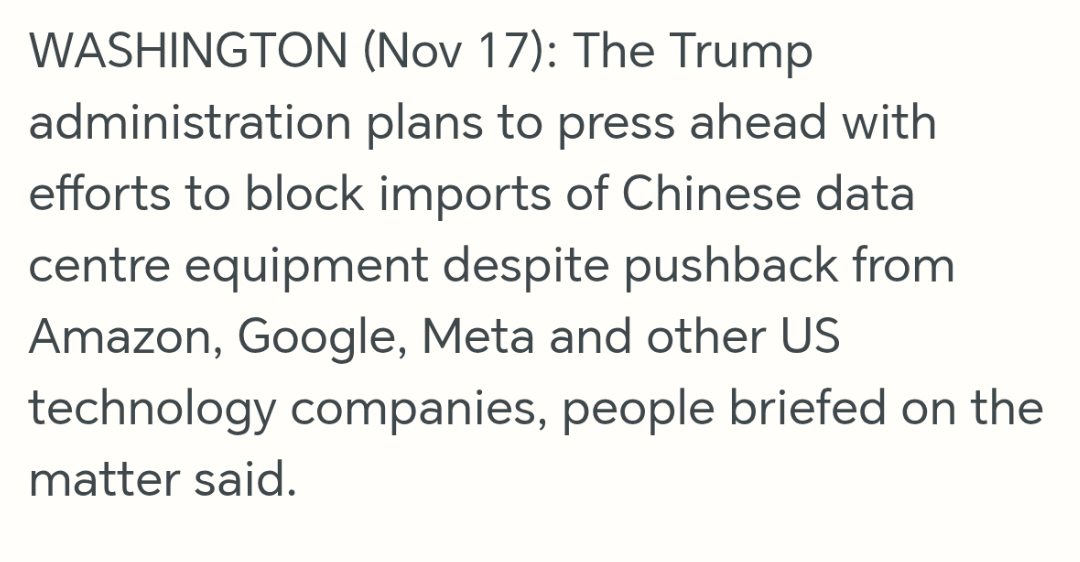 WASHINGTON (Nov 17): The Trump
administration plans to press ahead with
efforts to block imports of Chinese data
centre equipment despite pushback from
Amazon, Google, Meta and other US
technology companies, people briefed on the
matter said.